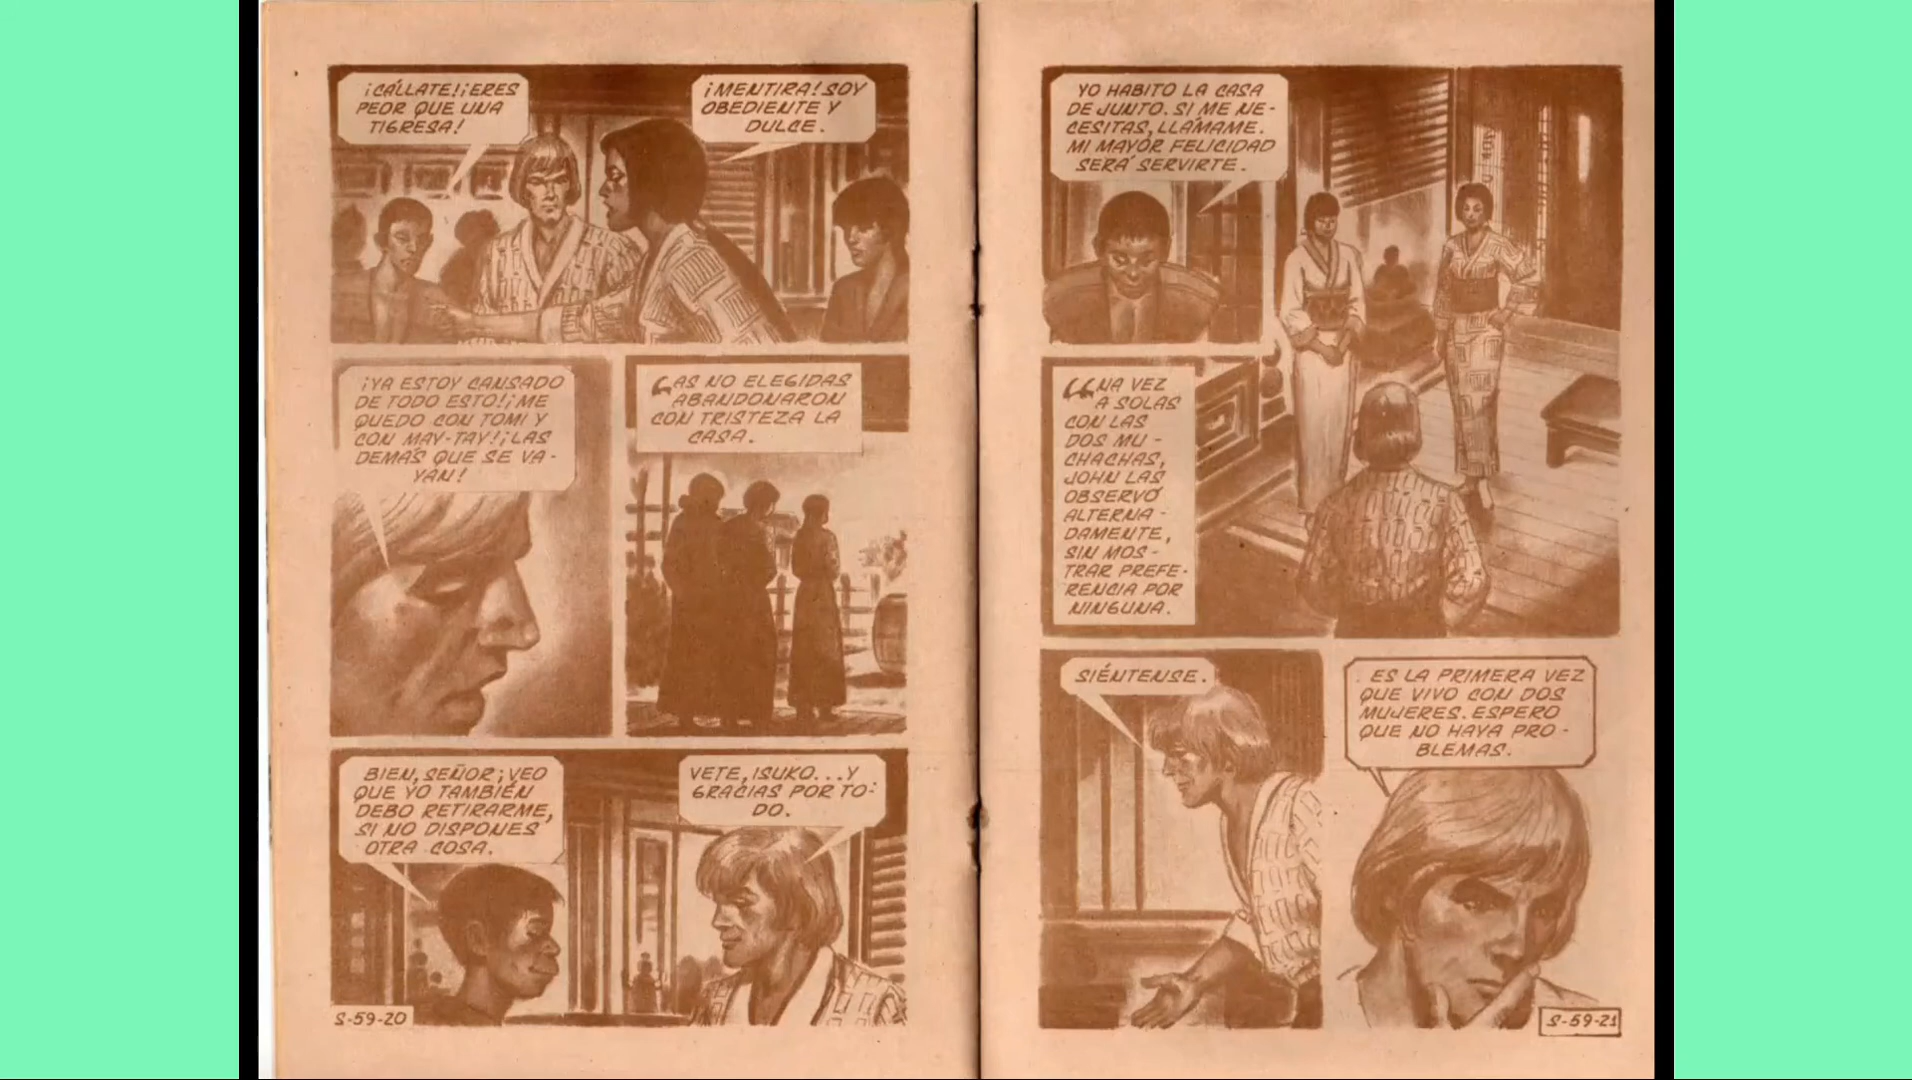 ¡CÁLLATE!¡ERES
PEOR QUE UNA
TIGRESA!
¡MENTIRA! SOY
OBEDIENTE Y
DULCE.
¡YA ESTOY CANSADO
DE TODO ESTO!¡ME
QUEDO CON TOMI Y
CON MAY-TAY!¡LAS
DEMÁS QUE SE VA-
YAN!
LAS NO ELEGIDAS
ABANDONARON
CON TRISTEZA LA
CASA.
BIEN, SEÑOR; VEO
QUE YO TAMBIÉN
DEBO RETIRARME,
SI NO DISPONES
OTRA COSA.
VETE, ISUKO...Y
GRACIAS POR TO-
DO.
S-59-20
YO HABITO LA CASA
DE JUNTO. SI ME NE-
CESITAS, LLÁMAME.
MI MAYOR FELICIDAD
SERÁ SERVIRTE.
UNA VEZ
A SOLAS
CON LAS
DOS MU-
CHACHAS,
JOHN LAS
OBSERVÓ
ALTERNA-
DAMENTE,
SIN MOS-
TRAR PREFE-
RENCIA POR
NINGUNA.
SIÉNTENSE.
ES LA PRIMERA VEZ
QUE VIVO CON DOS
MUJERES. ESPERO
QUE NO HAYA PRO-
BLEMAS.
S-59-21